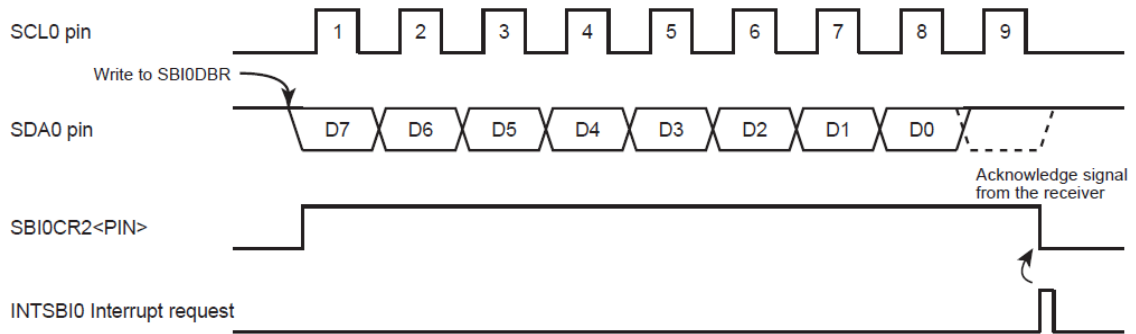 SCL0 pin
1 2 3 4 5 6 7 8 9
Write to SBI0DBR
SDA0 pin
D7 D6 D5 D4 D3 D2 D1 D0
Acknowledge signal
from the receiver
SBI0CR2<PIN>
INTSBI0 Interrupt request